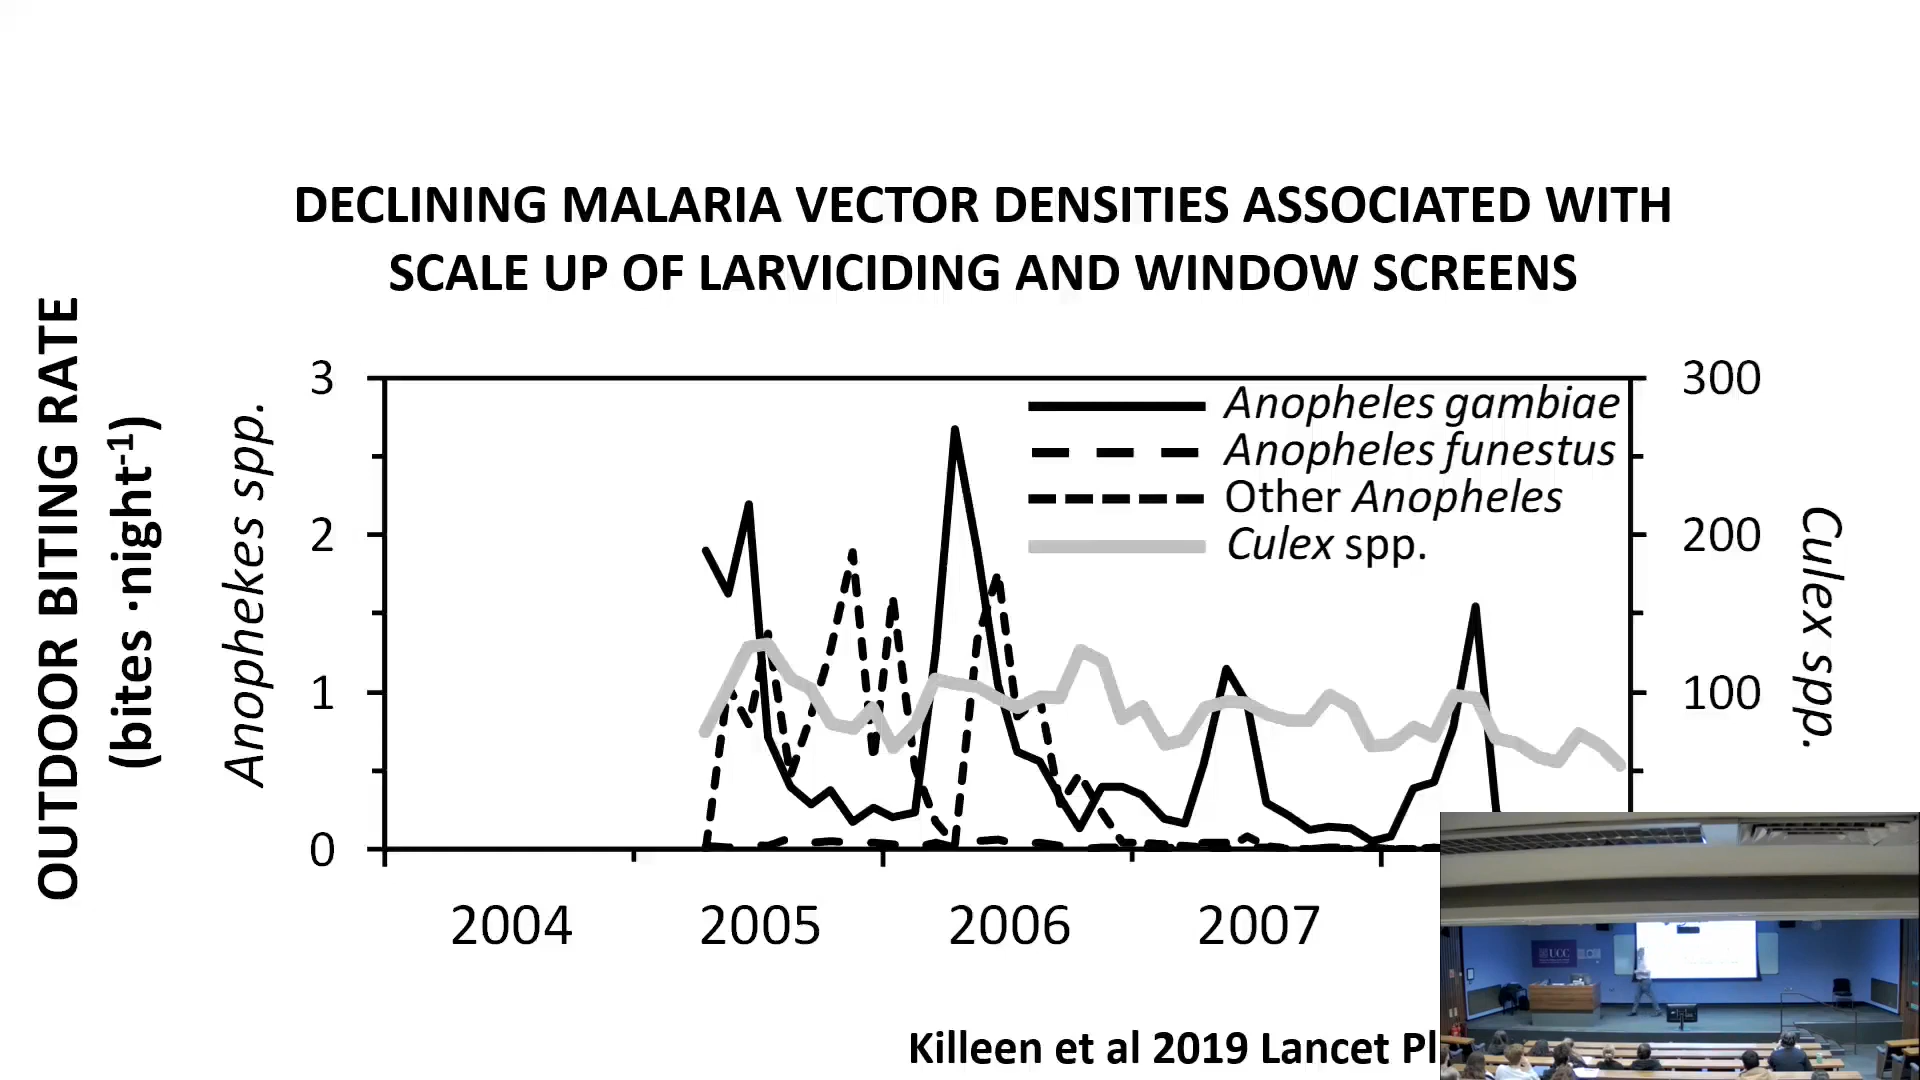 DECLINING MALARIA VECTOR DENSITIES ASSOCIATED WITH
SCALE UP OF LARVICIDING AND WINDOW SCREENS
OUTDOOR BITING RATE
(bites ·night-1)
Anophekes spp.
3
2
1
0
Anopheles gambiae
Anopheles funestus
Other Anopheles
Culex spp.
300
200
100
Culex spp.
2004
2005
2006
2007
Killeen et al 2019 Lancet Pl
UCC